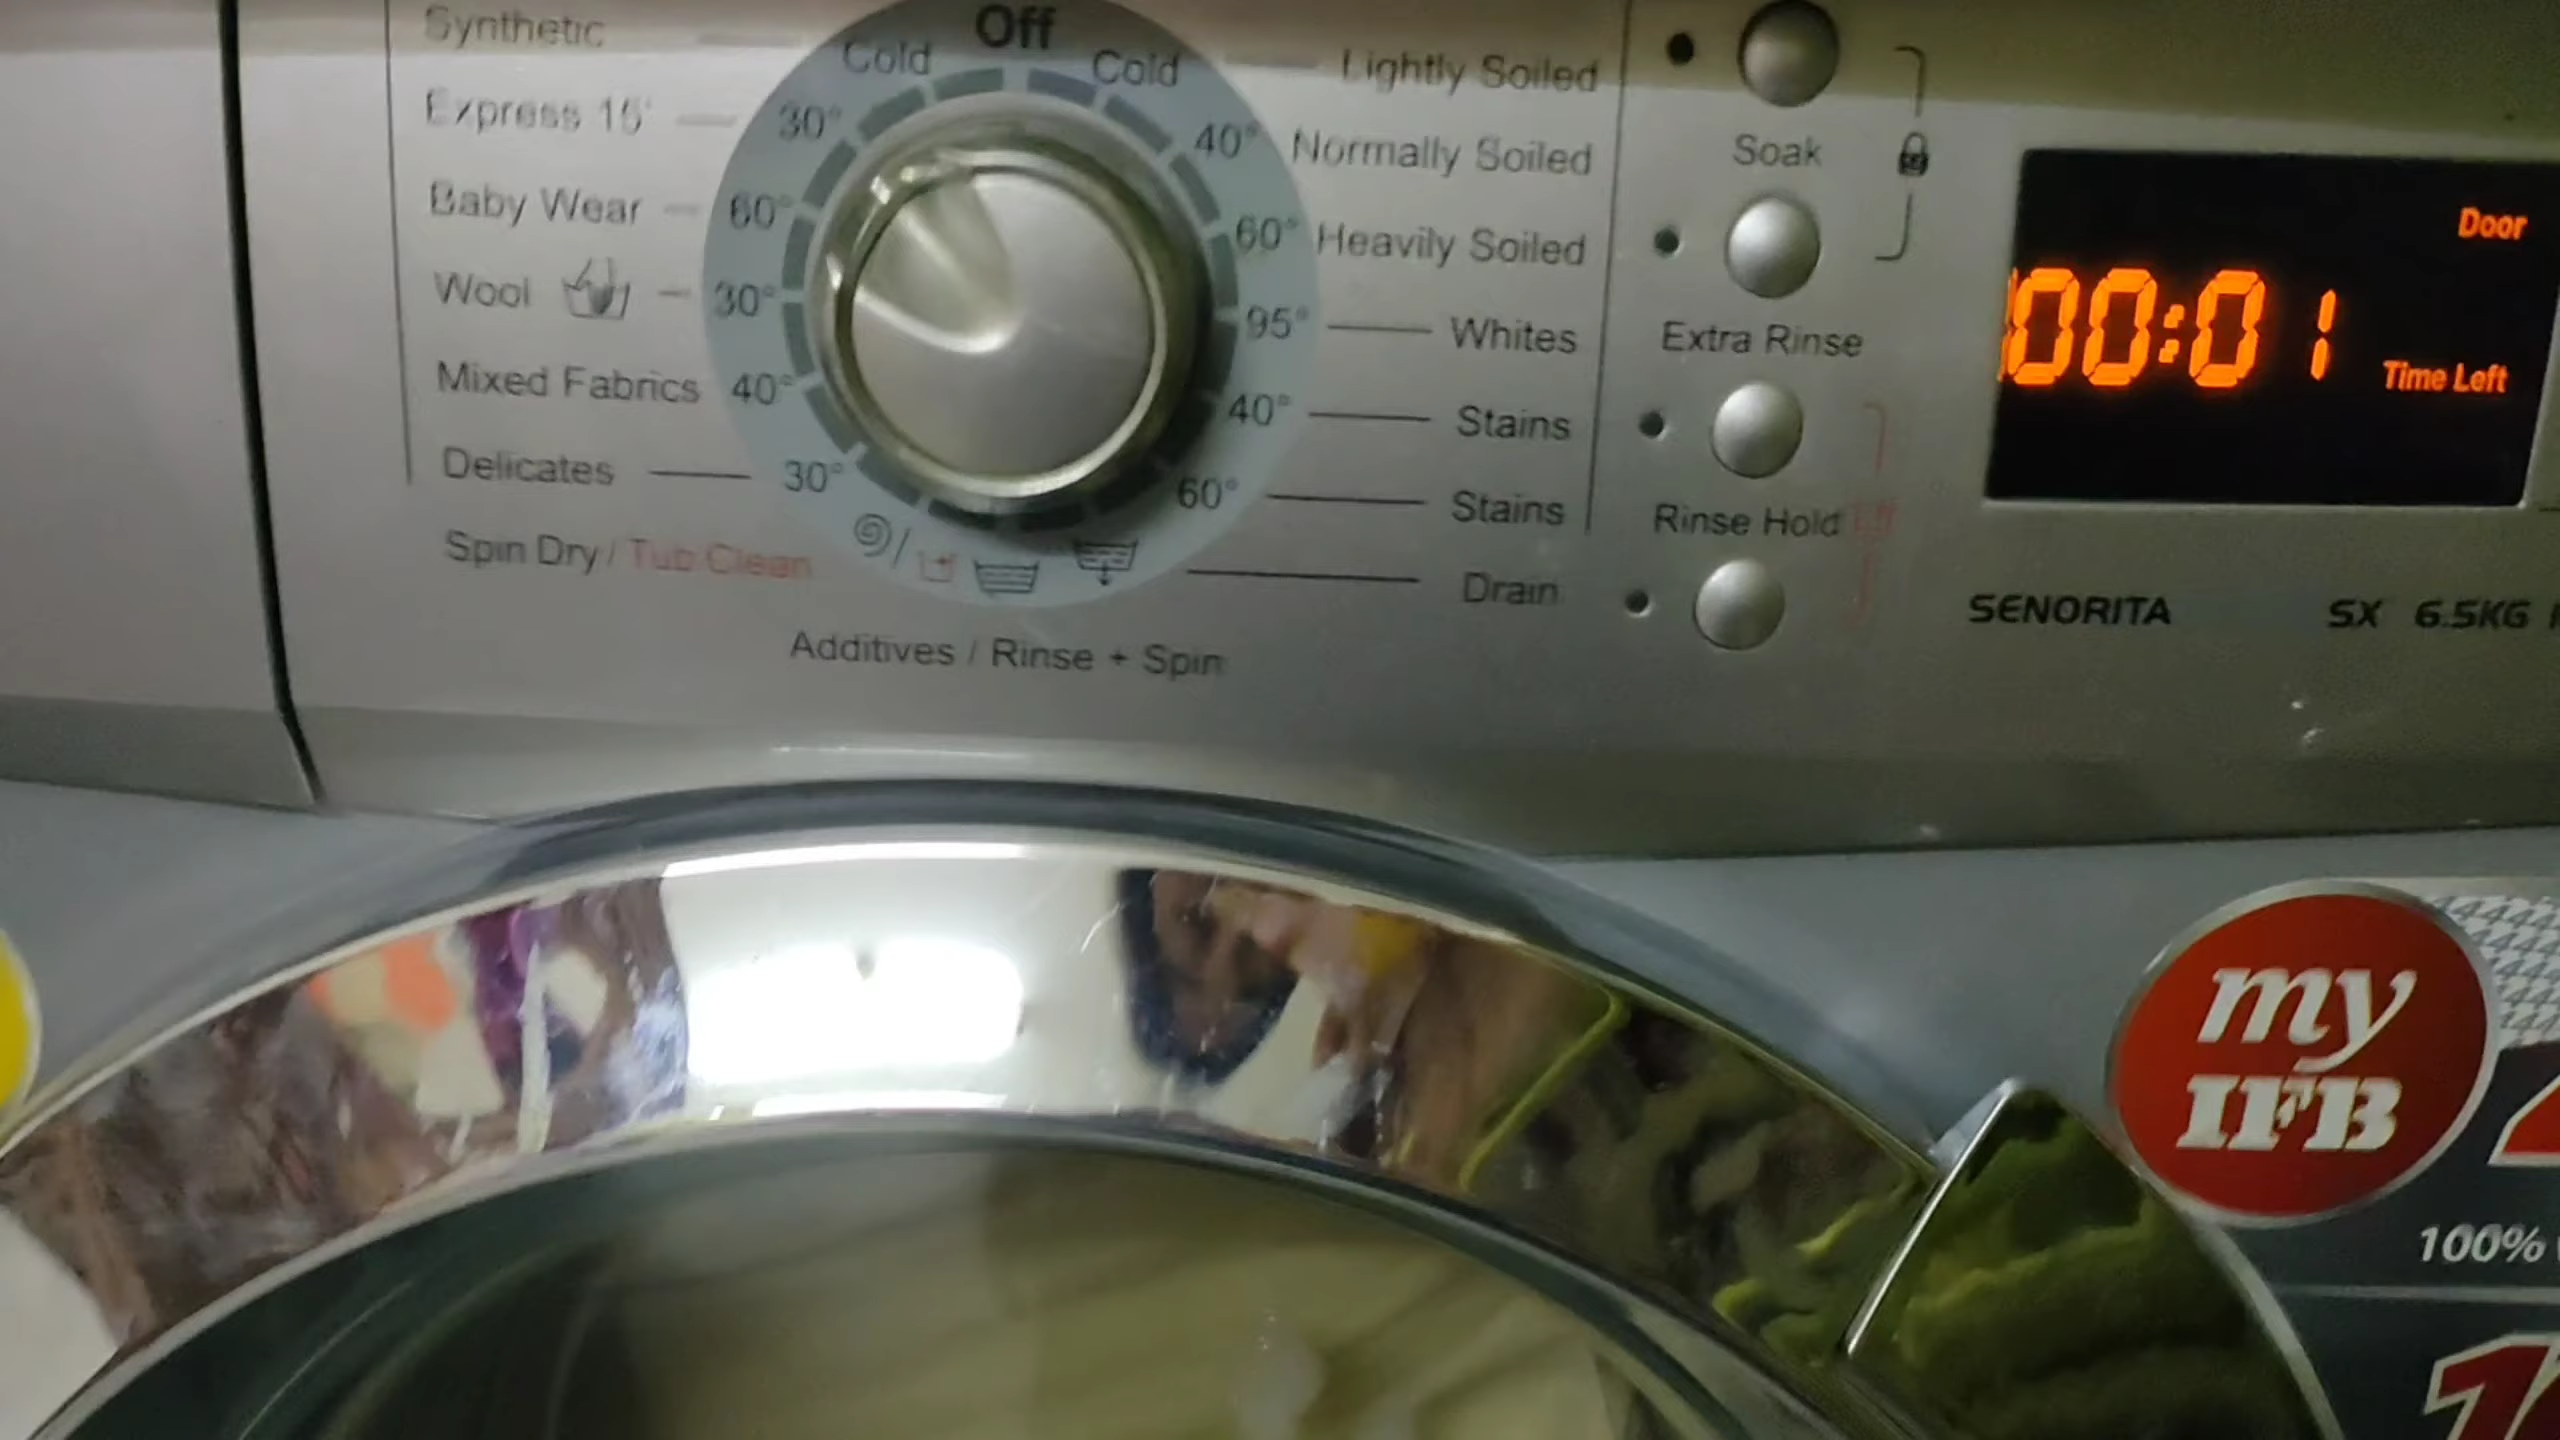 Synthetic
Express 15'
Baby Wear
Wool
Mixed Fabrics
Delicates
Spin Dry / Tub Clean
Off
Cold
30°
60°
30°
40°
30°
Cold
40°
60°
95°
40°
60°
Additives / Rinse + Spin
Lightly Soiled
Normally Soiled
Heavily Soiled
Whites
Stains
Stains
Drain
Soak
Extra Rinse
Rinse Hold
Door
00:01
Time Left
SENORITA SX 6.5KG
my
IFB
100%